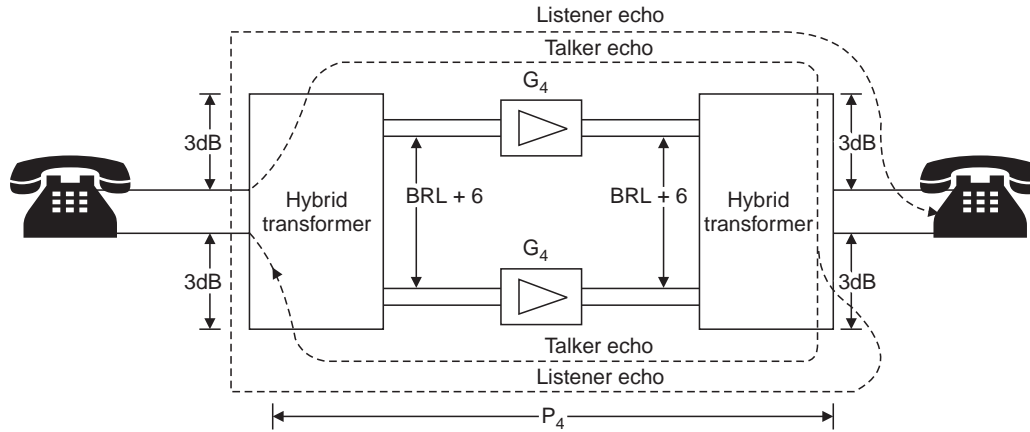 Listener echo
Talker echo
G4
3dB
3dB
Hybrid
transformer
BRL + 6
BRL + 6
Hybrid
transformer
G4
3dB
3dB
Talker echo
Listener echo
P4